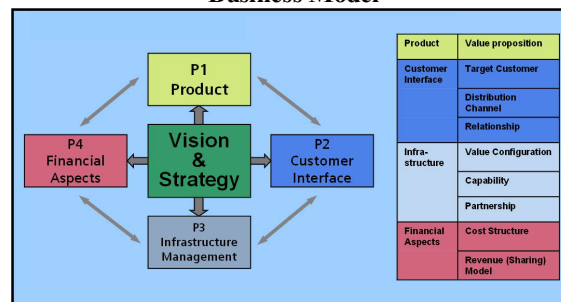 Business Model
P1
Product
P4
Financial
Aspects
Vision
&
Strategy
P2
Customer
Interface
P3
Infrastructure
Management
Product Value proposition
Customer Interface Target Customer
Distribution Channel
Relationship
Infra-structure Value Configuration
Capability
Partnership
Financial Aspects Cost Structure
Revenue (Sharing) Model